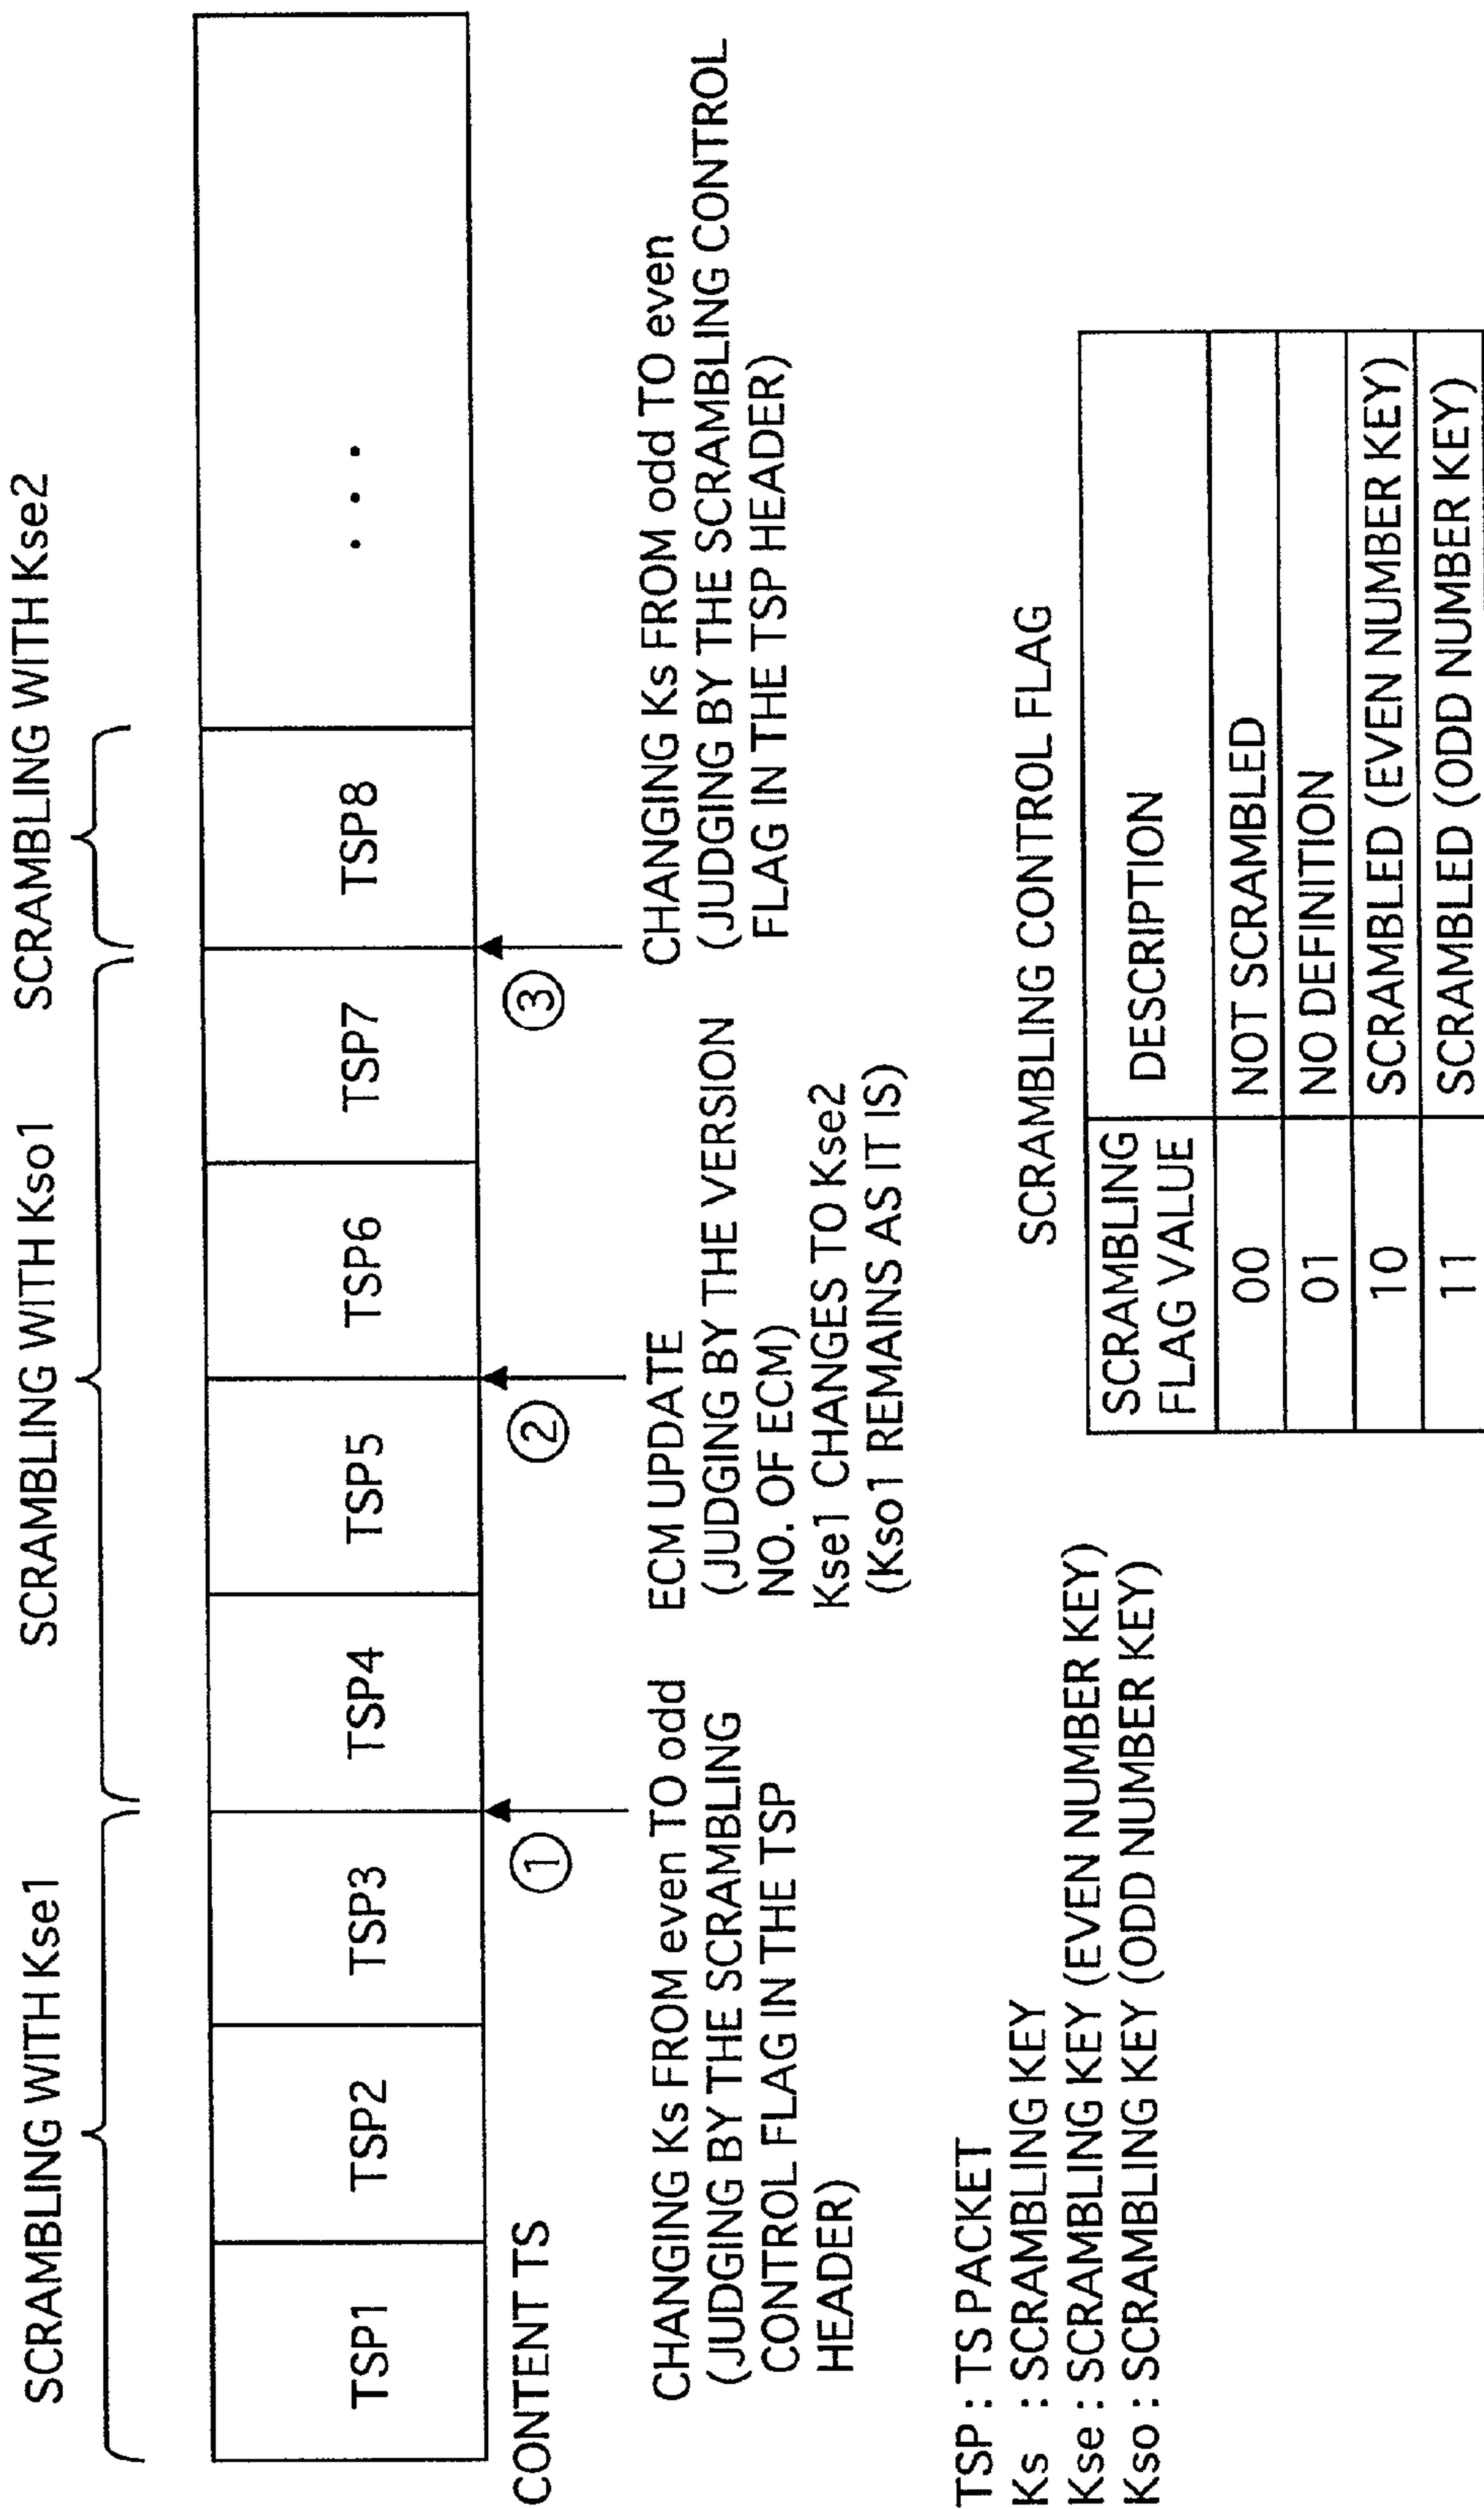 SCRAMBLING WITH Kse1
SCRAMBLING WITH Kso1
SCRAMBLING WITH Kse2
TSP1
TSP2
TSP3
TSP4
TSP5
TSP6
TSP7
TSP8
. . .
CONTENT TS
①
②
③
CHANGING Ks FROM even TO odd
(JUDGING BY THE SCRAMBLING
CONTROL FLAG IN THE TSP
HEADER)
ECM UPDATE
(JUDGING BY THE VERSION
NO. OF ECM)
Kse1 CHANGES TO Kse2
(Kso1 REMAINS AS IT IS)
CHANGING Ks FROM odd TO even
(JUDGING BY THE SCRAMBLING CONTROL
FLAG IN THE TSP HEADER)
TSP : TS PACKET
Ks : SCRAMBLING KEY
Kse : SCRAMBLING KEY (EVEN NUMBER KEY)
Kso : SCRAMBLING KEY (ODD NUMBER KEY)
SCRAMBLING CONTROL FLAG
SCRAMBLING
FLAG VALUE
DESCRIPTION
00
NOT SCRAMBLED
01
NO DEFINITION
10
SCRAMBLED (EVEN NUMBER KEY)
11
SCRAMBLED (ODD NUMBER KEY)